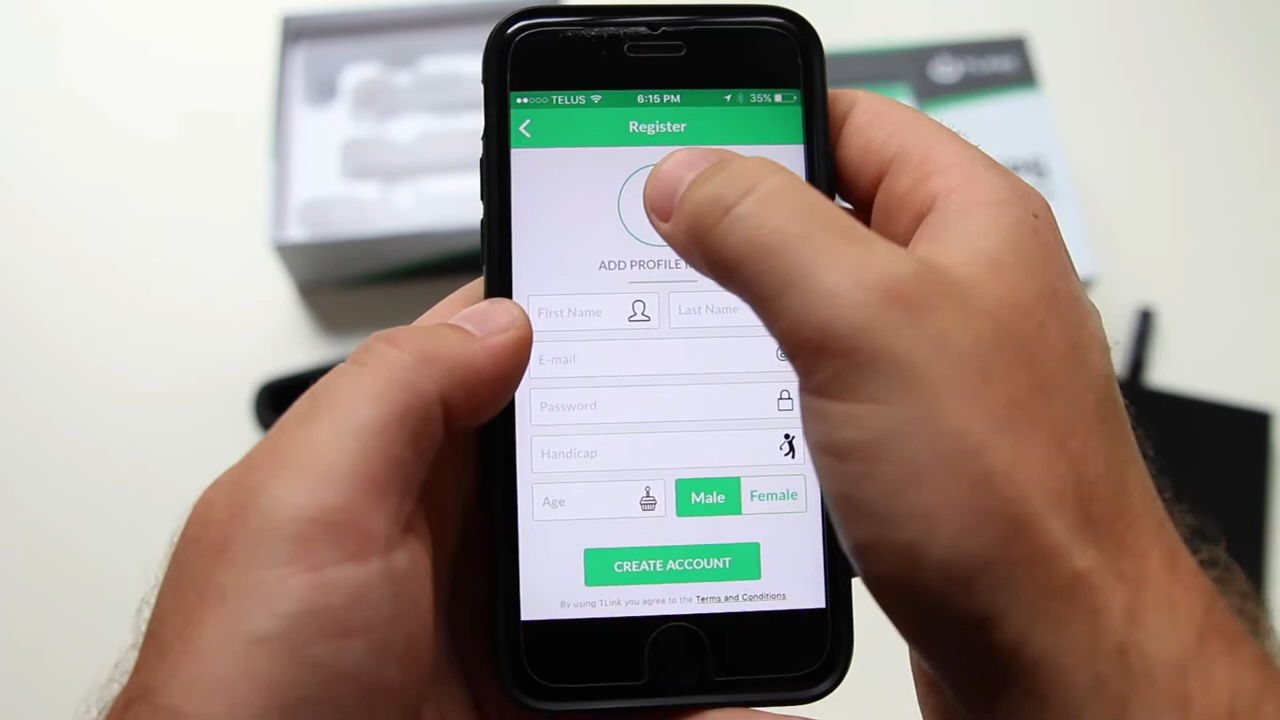 TELUS 6:15 PM 35%
Register
ADD PROFILE
First Name Last Name
E-mail
Password
Handicap
Age Male Female
CREATE ACCOUNT
By using TLink you agree to the Terms and Conditions